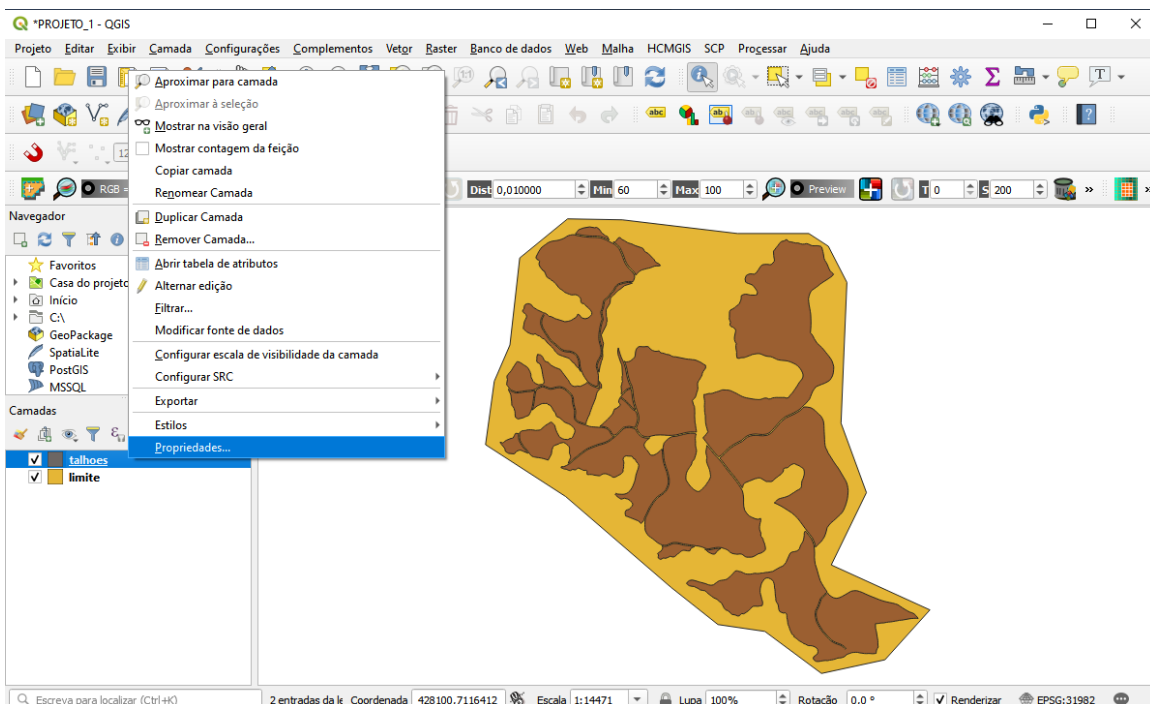 *PROJETO_1 - QGIS
Projeto Editar Exibir Camada Configurações Complementos Vetor Raster Banco de dados Web Malha HCMGIS SCP Processar Ajuda
Aproximar para camada
Aproximar à seleção
Mostrar na visão geral
Mostrar contagem da feição
Copiar camada
Renomear Camada
Duplicar Camada
Remover Camada...
Abrir tabela de atributos
Alternar edição
Filtrar...
Modificar fonte de dados
Configurar escala de visibilidade da camada
Configurar SRC
Exportar
Estilos
Propriedades...
abc
12
RGB = Dist 0,010000 Min 60 Max 100 Preview T 0 S 200 »
Navegador
Favoritos
Casa do projeto
Início
C:\
GeoPackage
SpatiaLite
PostGIS
MSSQL
Camadas
talhoes
limite
Escreva para localizar (Ctrl+K) 2 entradas da le Coordenada 428100.7116412 Escala 1:14471 Lupa 100% Rotação 0,0 ° Renderizar EPSG:31982